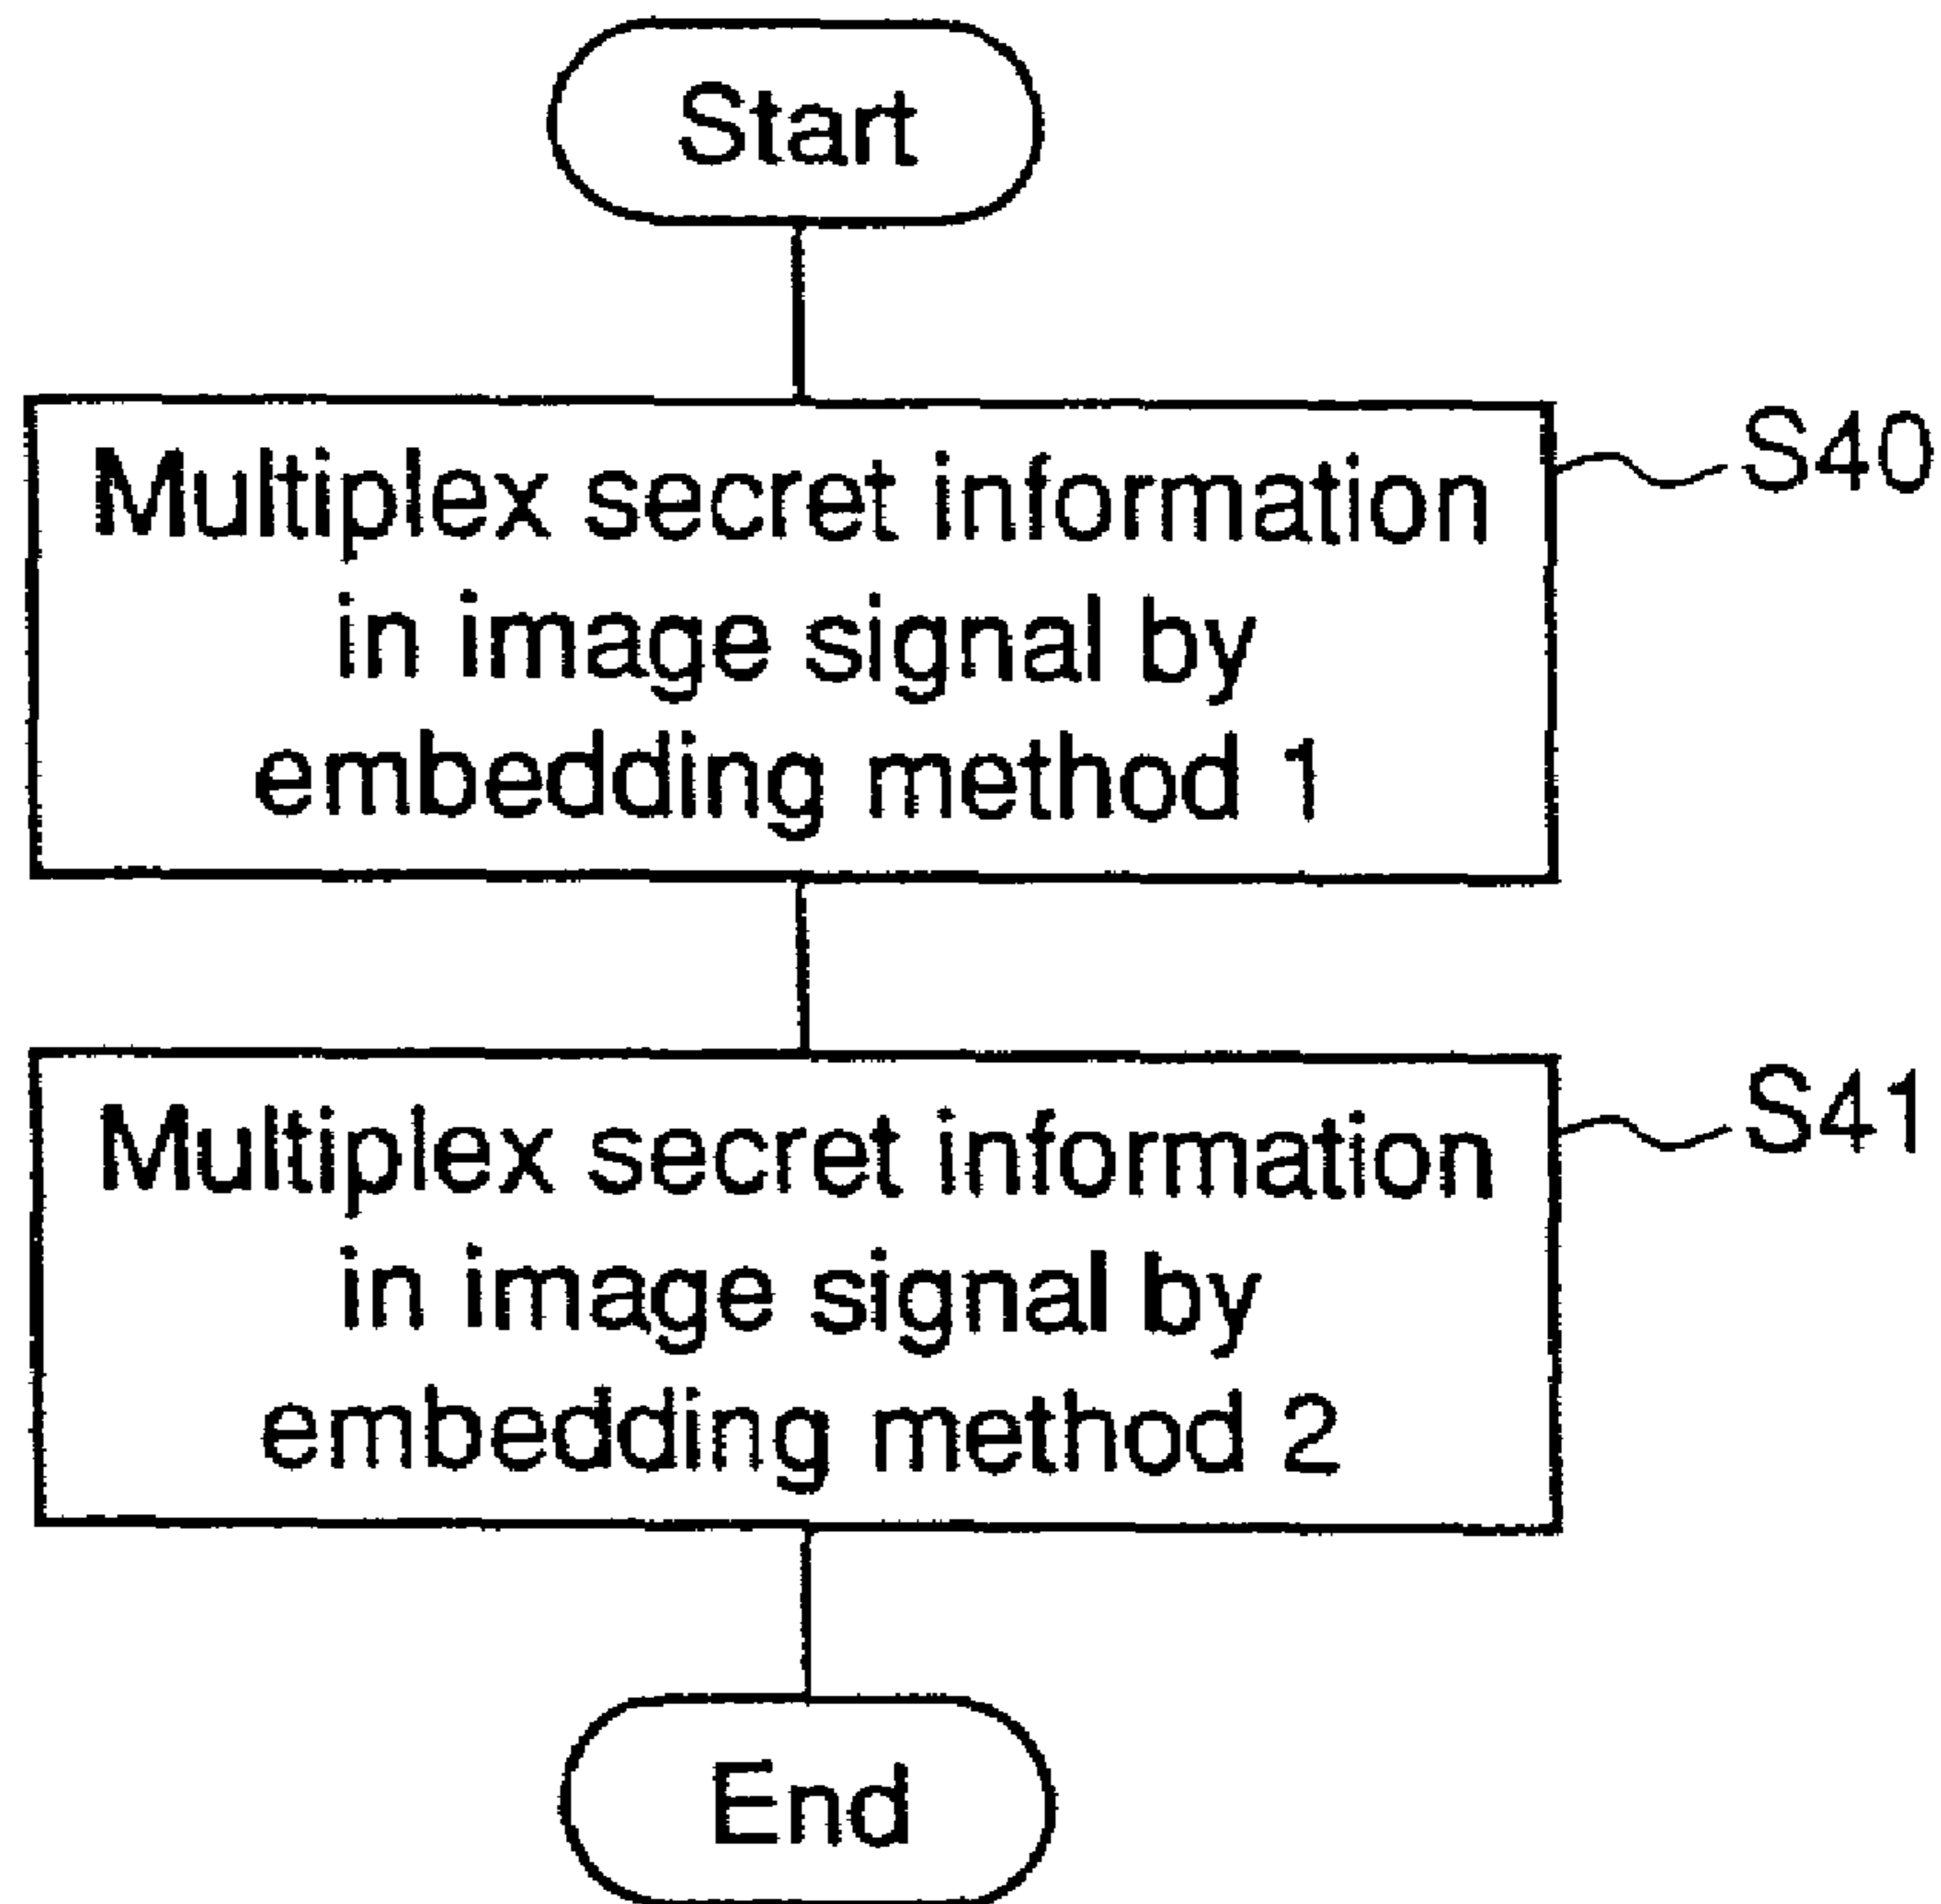 Start
Multiplex secret information
in image signal by
embedding method 1
S40
Multiplex secret information
in image signal by
embedding method 2
S41
End